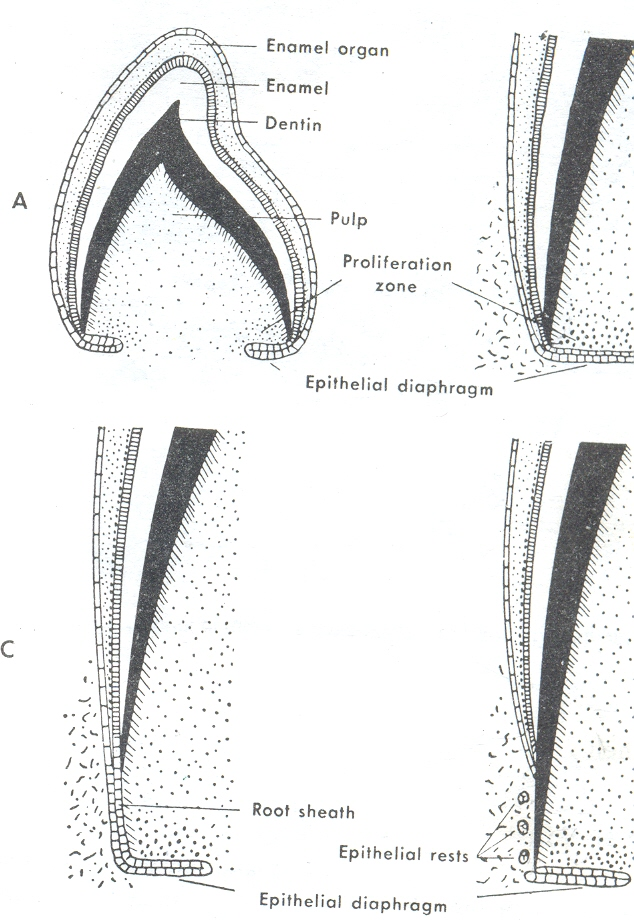 Enamel organ
Enamel
Dentin
A
Pulp
Proliferation
zone
Epithelial diaphragm
C
Root sheath
Epithelial rests
Epithelial diaphragm